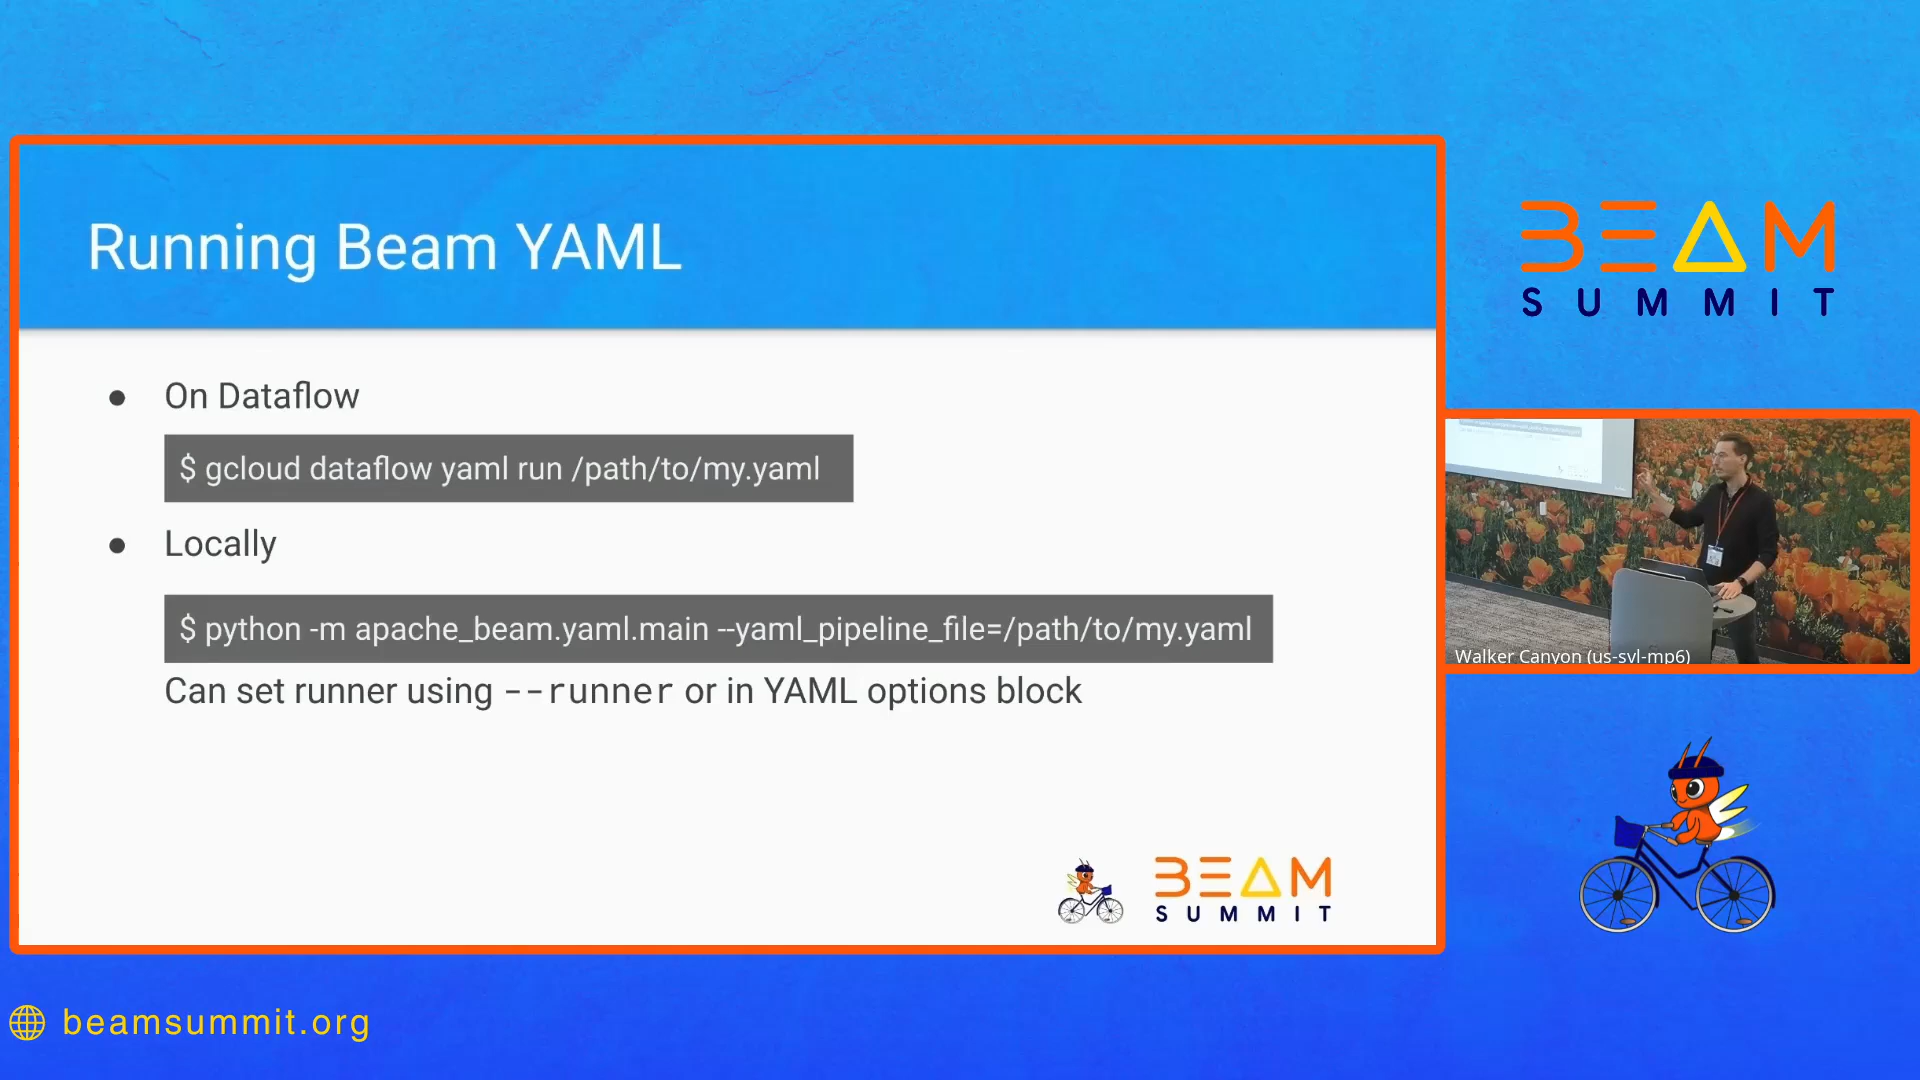 Running Beam YAML
● On Dataflow
$ gcloud dataflow yaml run /path/to/my.yaml
● Locally
$ python -m apache_beam.yaml.main --yaml_pipeline_file=/path/to/my.yaml
Can set runner using --runner or in YAML options block
BEAM
SUMMIT
BEAM
SUMMIT
Walker Canyon (us-svl-mp6)
beamsummit.org